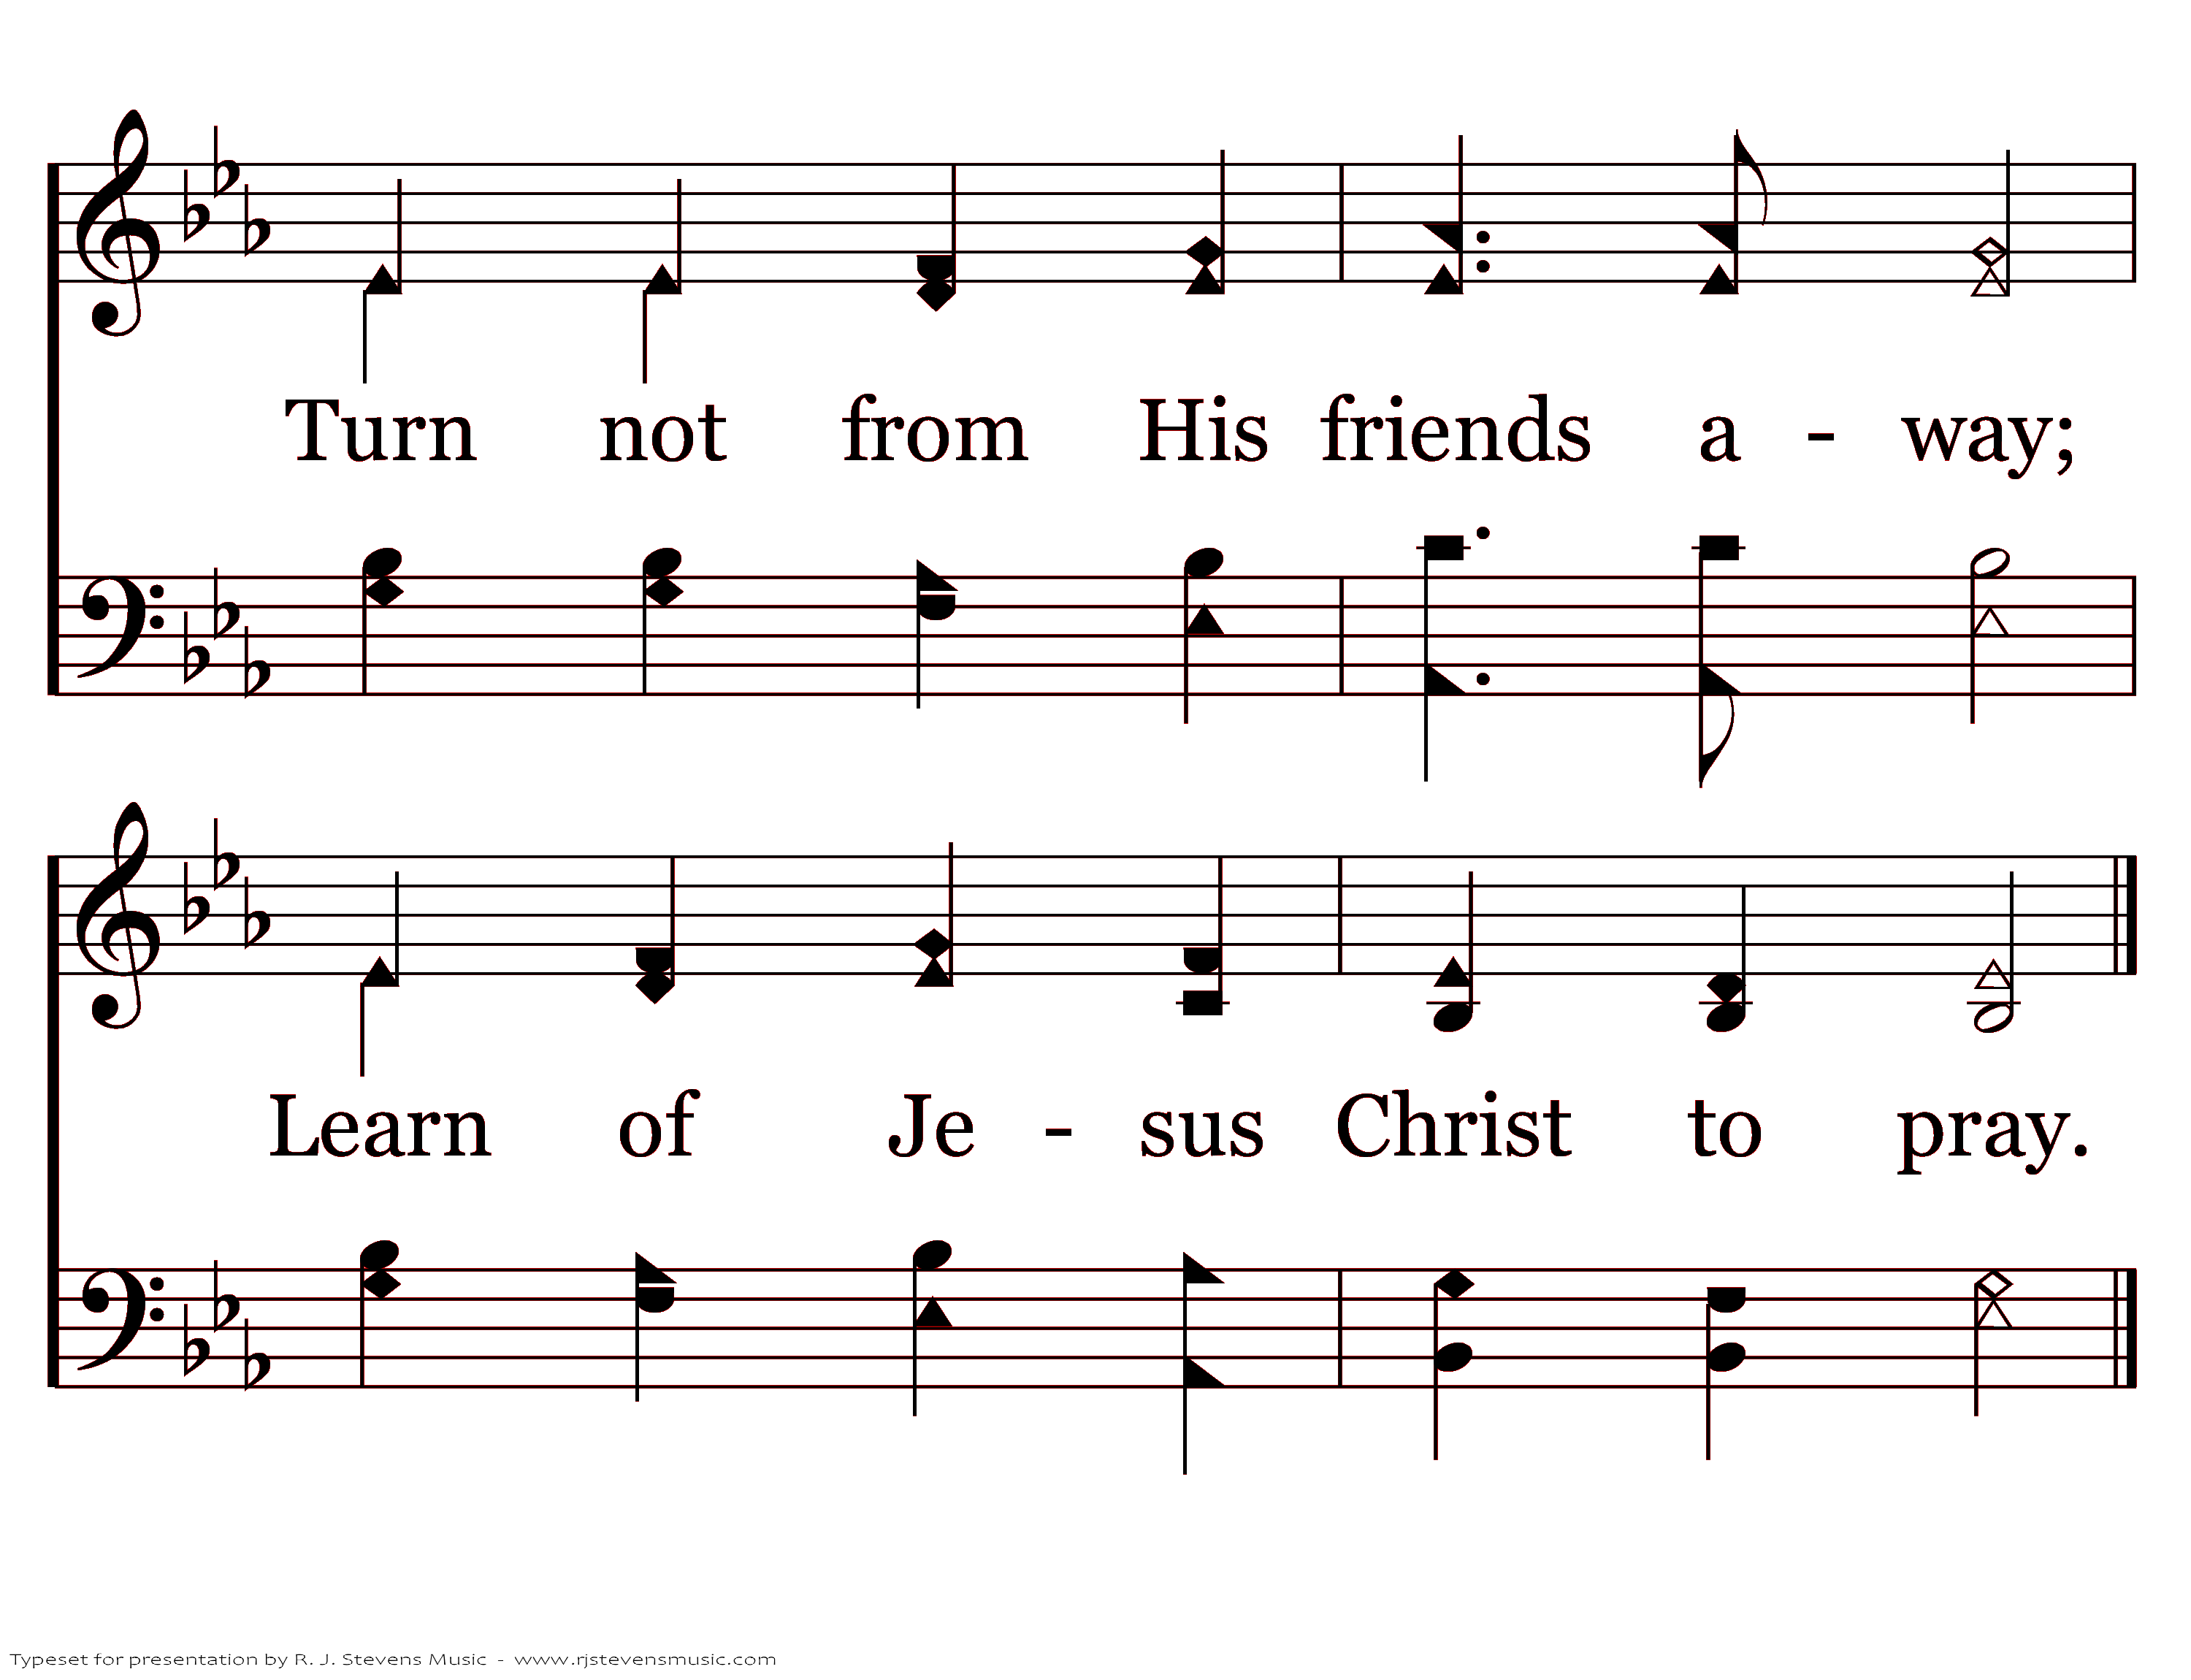 Turn not from His friends a - way;
Learn of Je - sus Christ to pray.
Typeset for presentation by R. J. Stevens Music - www.rjstevensmusic.com